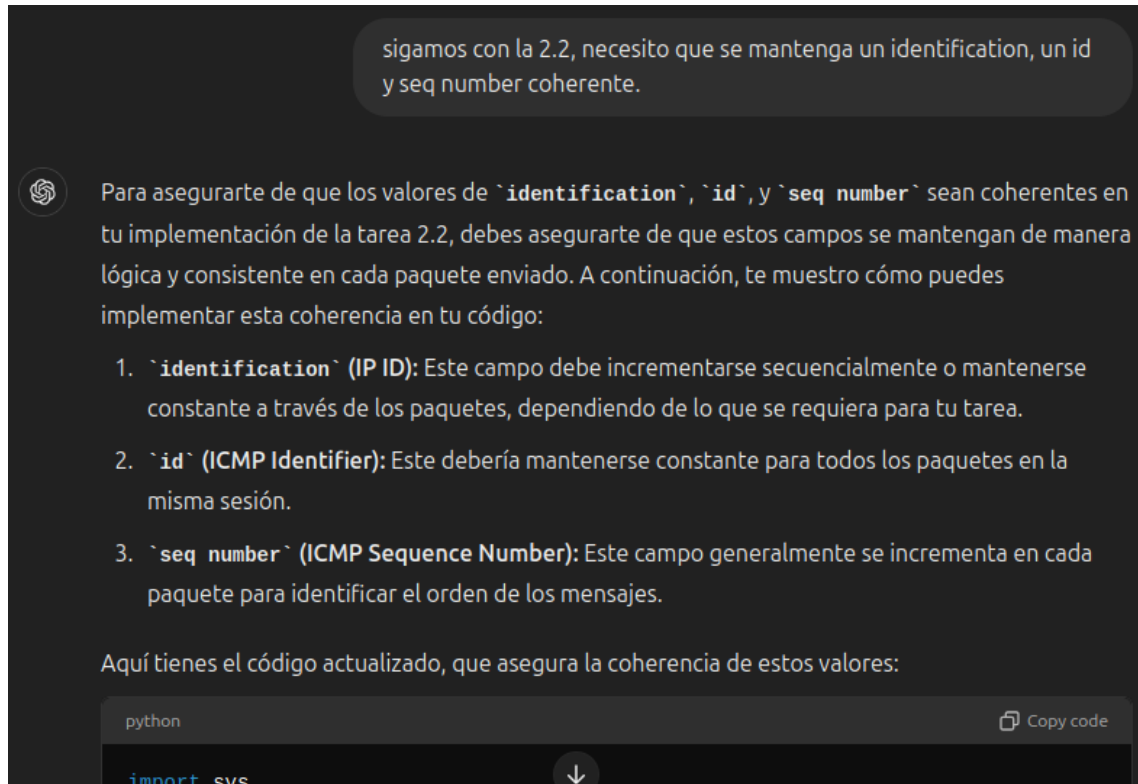 sigamos con la 2.2, necesito que se mantenga un identification, un id
y seq number coherente.
Para asegurarte de que los valores de `identification`, `id`, y `seq number` sean coherentes en
tu implementación de la tarea 2.2, debes asegurarte de que estos campos se mantengan de manera
lógica y consistente en cada paquete enviado. A continuación, te muestro cómo puedes
implementar esta coherencia en tu código:
1. `identification` (IP ID): Este campo debe incrementarse secuencialmente o mantenerse
constante a través de los paquetes, dependiendo de lo que se requiera para tu tarea.
2. `id` (ICMP Identifier): Este debería mantenerse constante para todos los paquetes en la
misma sesión.
3. `seq number` (ICMP Sequence Number): Este campo generalmente se incrementa en cada
paquete para identificar el orden de los mensajes.
Aquí tienes el código actualizado, que asegura la coherencia de estos valores:
python Copy code
import sys